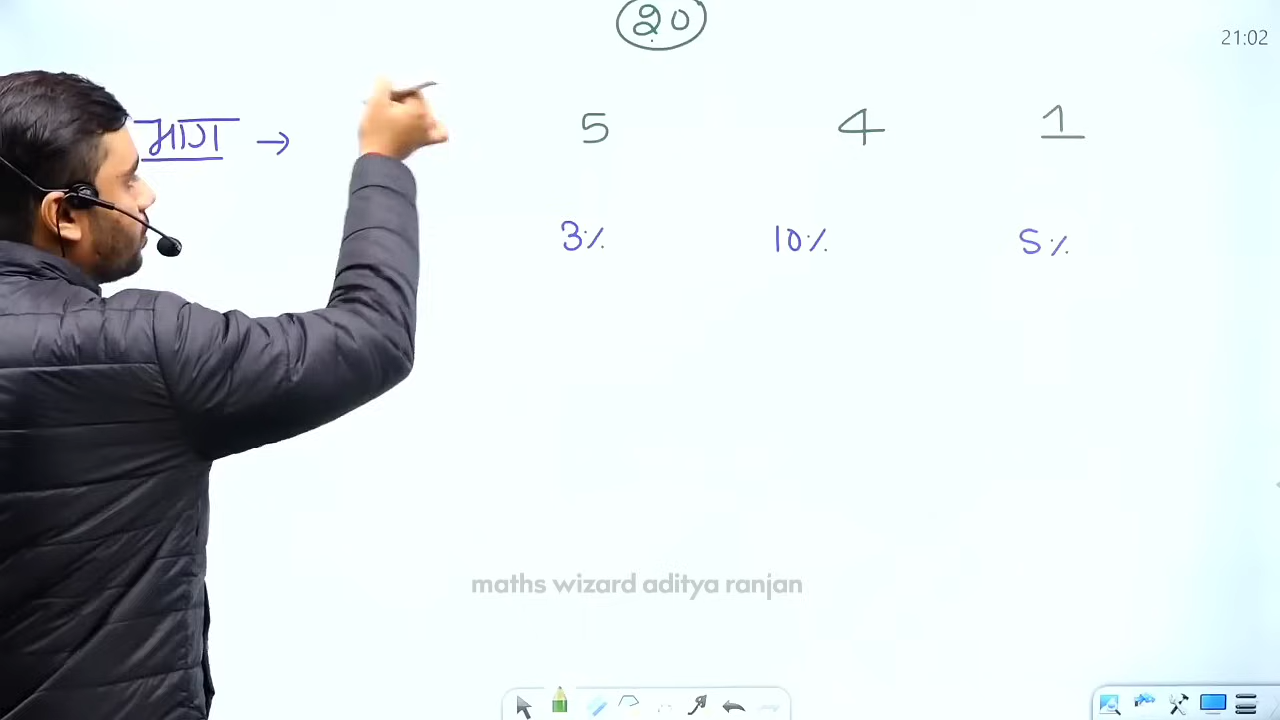 20
21:02
भाग → 5 4 1
3% 10% 5%
maths wizard aditya ranjan